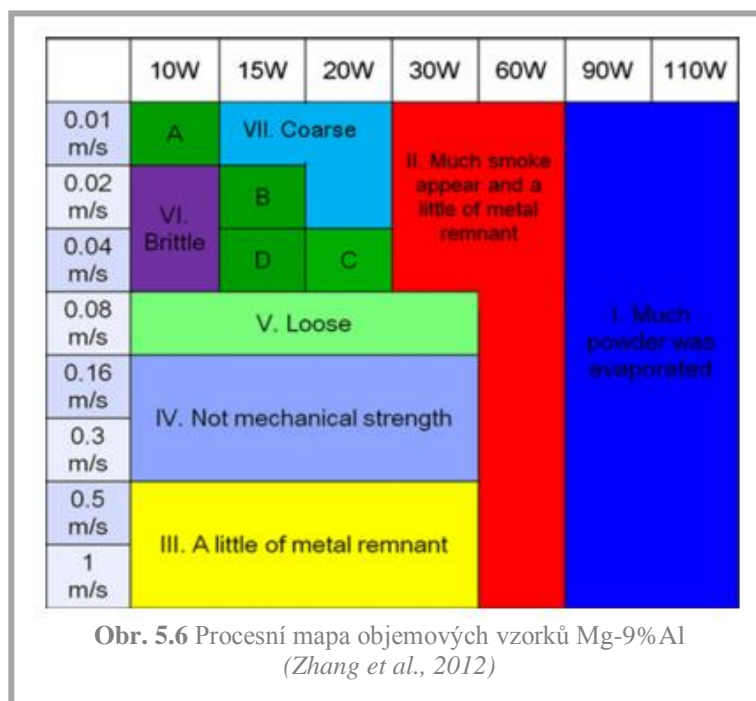 10W 15W 20W 30W 60W 90W 110W
0.01
m/s
A
VII. Coarse
II. Much smoke
appear and a
little of metal
remnant
0.02
m/s
VI.
Brittle
B
0.04
m/s
D
C
0.08
m/s
V. Loose
I. Much
powder was
evaporated
0.16
m/s
IV. Not mechanical strength
0.3
m/s
0.5
m/s
III. A little of metal remnant
1
m/s
Obr. 5.6 Procesní mapa objemových vzorků Mg-9%Al
(Zhang et al., 2012)